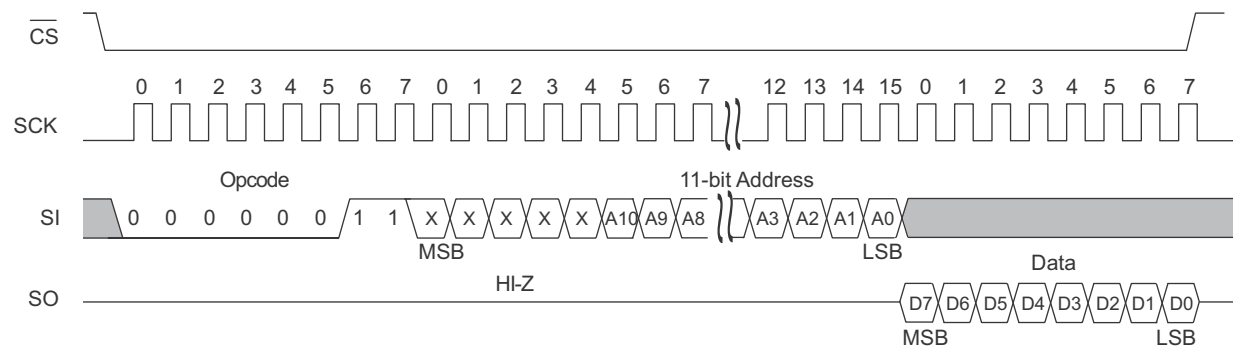 CS
0 1 2 3 4 5 6 7 0 1 2 3 4 5 6 7 12 13 14 15 0 1 2 3 4 5 6 7
SCK
Opcode 11-bit Address
SI 0 0 0 0 0 0 1 1 X X X X X A10 A9 A8 A3 A2 A1 A0
MSB LSB
HI-Z Data
SO D7 D6 D5 D4 D3 D2 D1 D0
MSB LSB